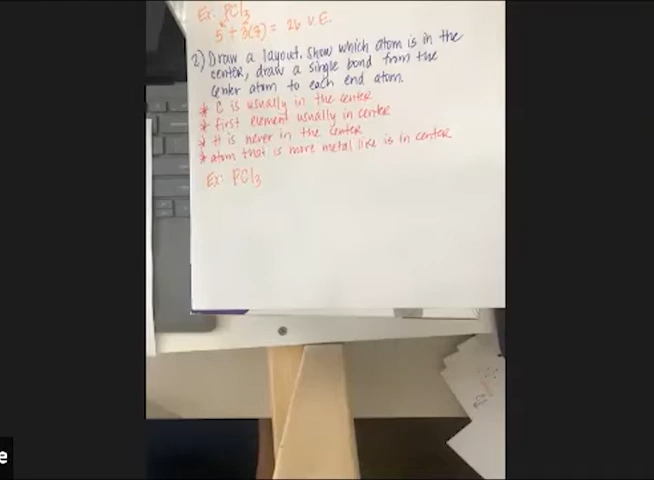 Ex: PCl3
5 + 3(7) = 26 V.E.
2) Draw a layout. Show which atom is in the
center, draw a single bond from the
center atom to each end atom.
* C is usually in the center
* first element usually in center
* H is never in the center
* atom that is more metal like is in center
Ex: PCl3
e